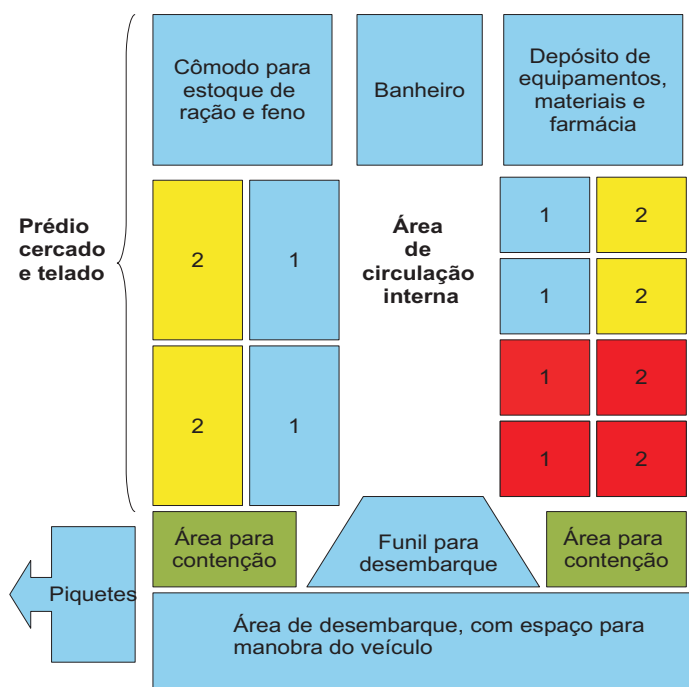 Cômodo para
estoque de
ração e feno
Banheiro
Depósito de
equipamentos,
materiais e
farmácia
Prédio
cercado
e telado
2
1
Área
de
circulação
interna
1
2
1
2
2
1
1
2
1
2
Área para
contenção
Funil para
desembarque
Área para
contenção
Piquetes
Área de desembarque, com espaço para
manobra do veículo